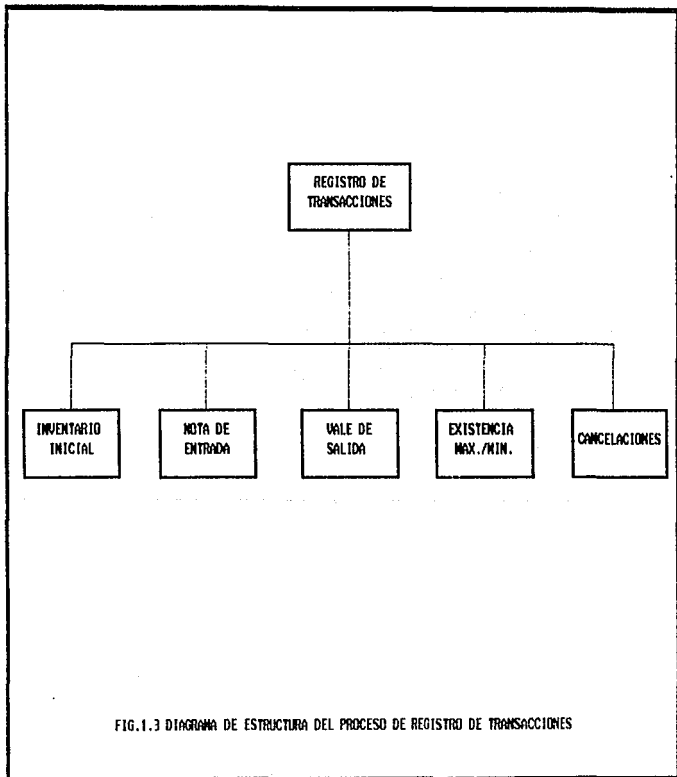 REGISTRO DE
TRANSACCIONES
INVENTARIO
INICIAL
NOTA DE
ENTRADA
VALE DE
SALIDA
EXISTENCIA
MAX./MIN.
CANCELACIONES
FIG.1.3 DIAGRAMA DE ESTRUCTURA DEL PROCESO DE REGISTRO DE TRANSACCIONES